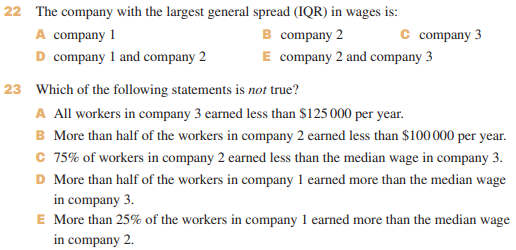 22 The company with the largest general spread (IQR) in wages is:
A company 1 B company 2 C company 3
D company 1 and company 2 E company 2 and company 3
23 Which of the following statements is not true?
A All workers in company 3 earned less than $125 000 per year.
B More than half of the workers in company 2 earned less than $100 000 per year.
C 75% of workers in company 2 earned less than the median wage in company 3.
D More than half of the workers in company 1 earned more than the median wage
in company 3.
E More than 25% of the workers in company 1 earned more than the median wage
in company 2.